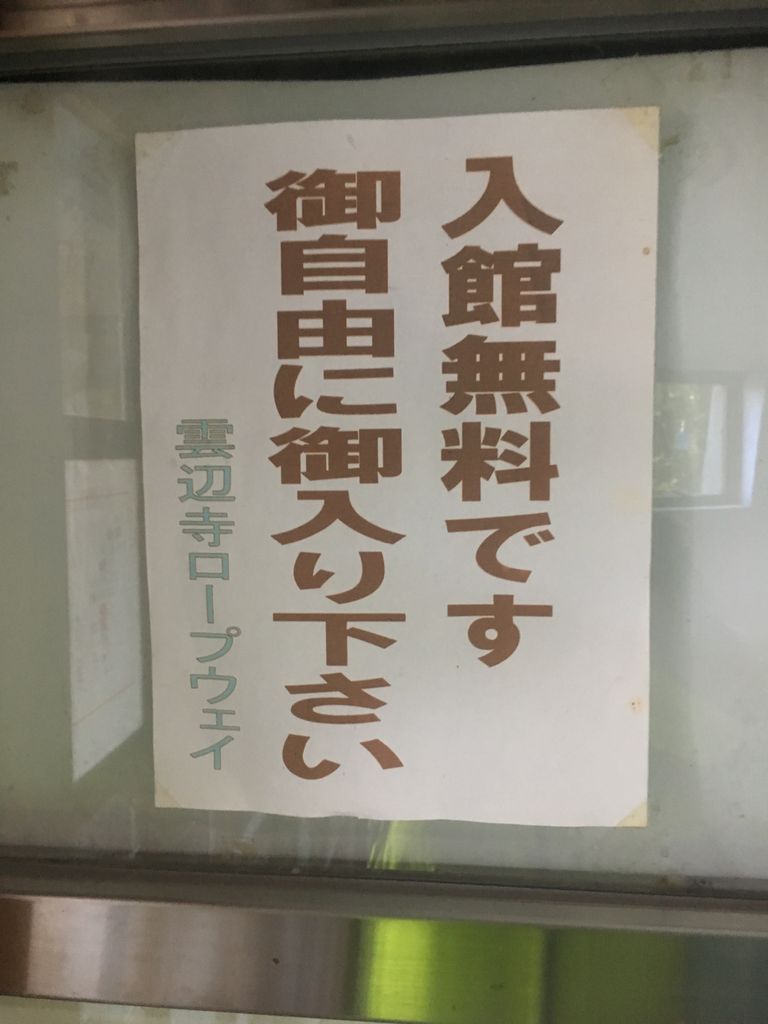 入館無料です
御自由に御入り下さい
雲辺寺ロープウェイ